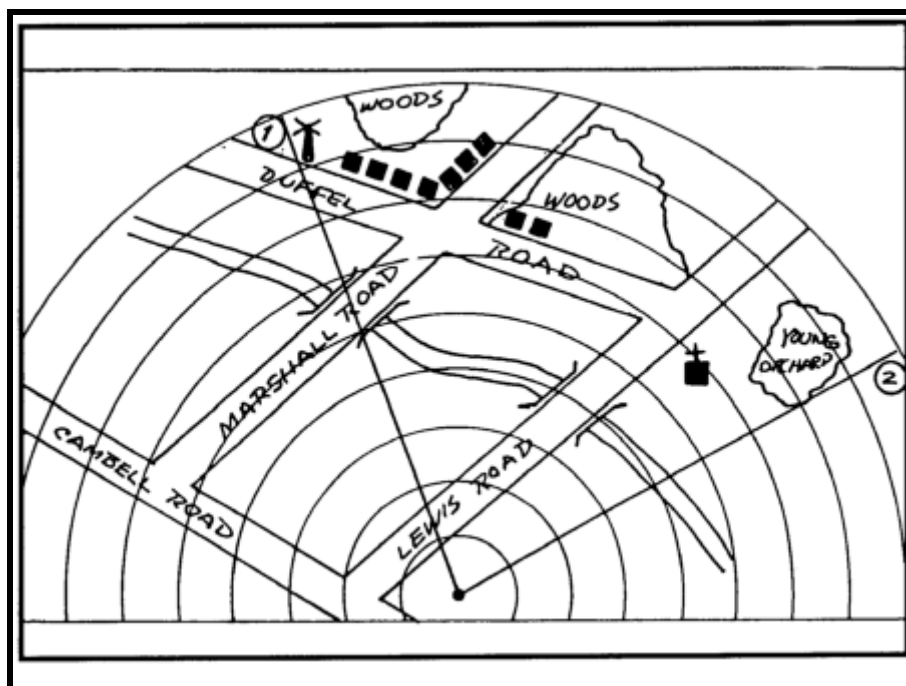 WOODS
1
DUFFEL
WOODS
ROAD
MARSHALL ROAD
YOUNG
ORCHARD
2
CAMBELL ROAD
LEWIS ROAD